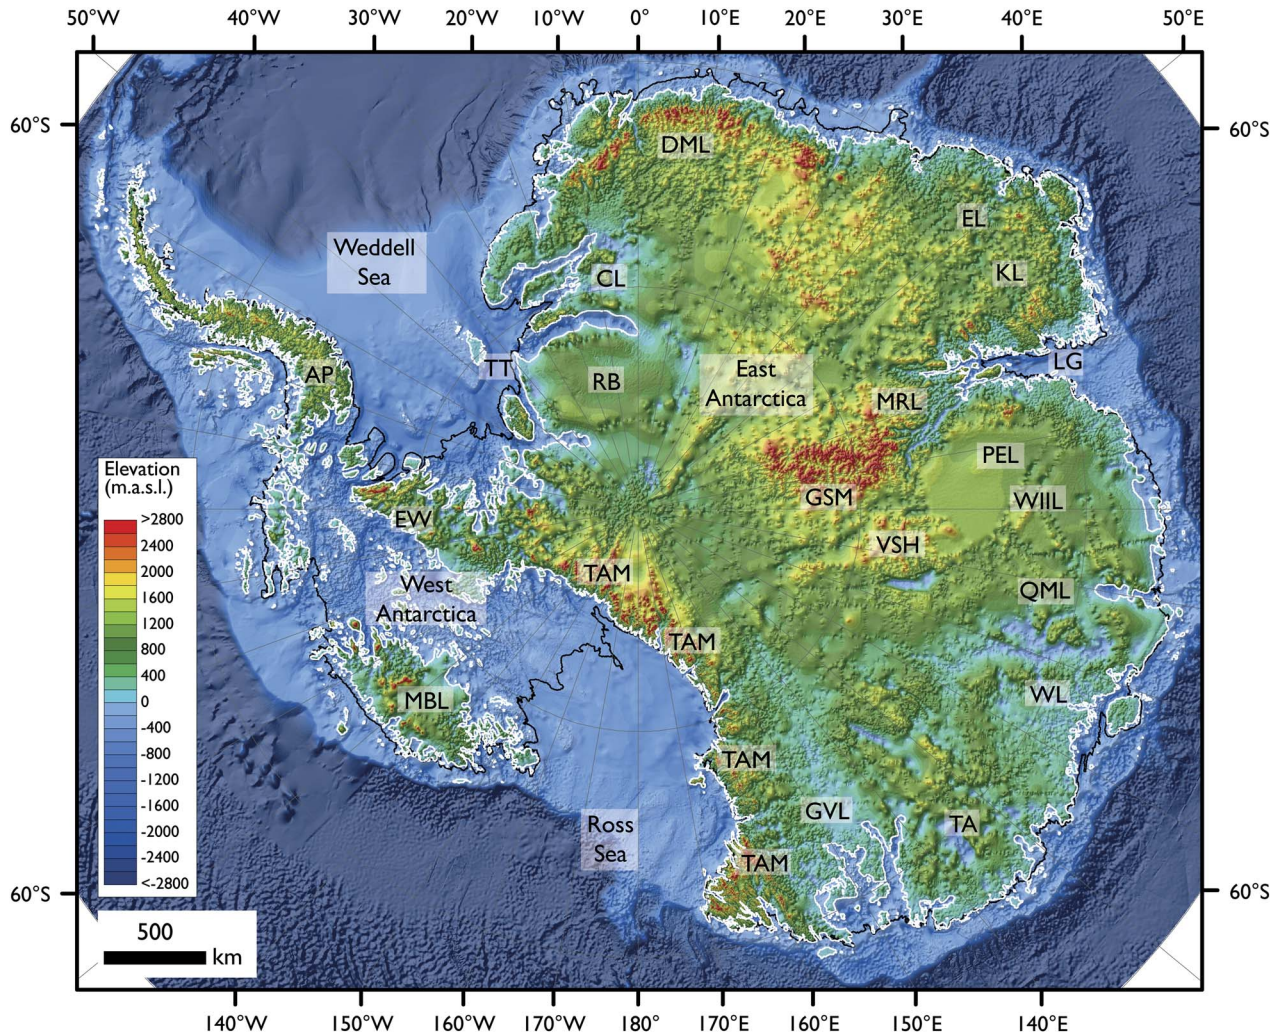 50°W 40°W 30°W 20°W 10°W 0° 10°E 20°E 30°E 40°E 50°E
60°S
60°S
DML
EL
Weddell
Sea
KL
CL
TT
LG
AP
RB
East
Antarctica
MRL
PEL
Elevation
(m.a.s.l.)
>2800
2400
2000
1600
1200
800
400
0
-400
-800
-1200
-1600
-2000
-2400
<-2800
GSM
WIIL
EW
VSH
TAM
West
Antarctica
QML
TAM
MBL
WL
TAM
GVL
TA
Ross
Sea
TAM
60°S
60°S
500
km
140°W 150°W 160°W 170°W 180° 170°E 160°E 150°E 140°E